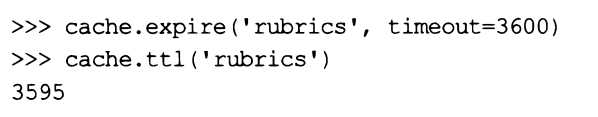 >>> cache.expire('rubrics', timeout=3600)
>>> cache.ttl('rubrics')
3595